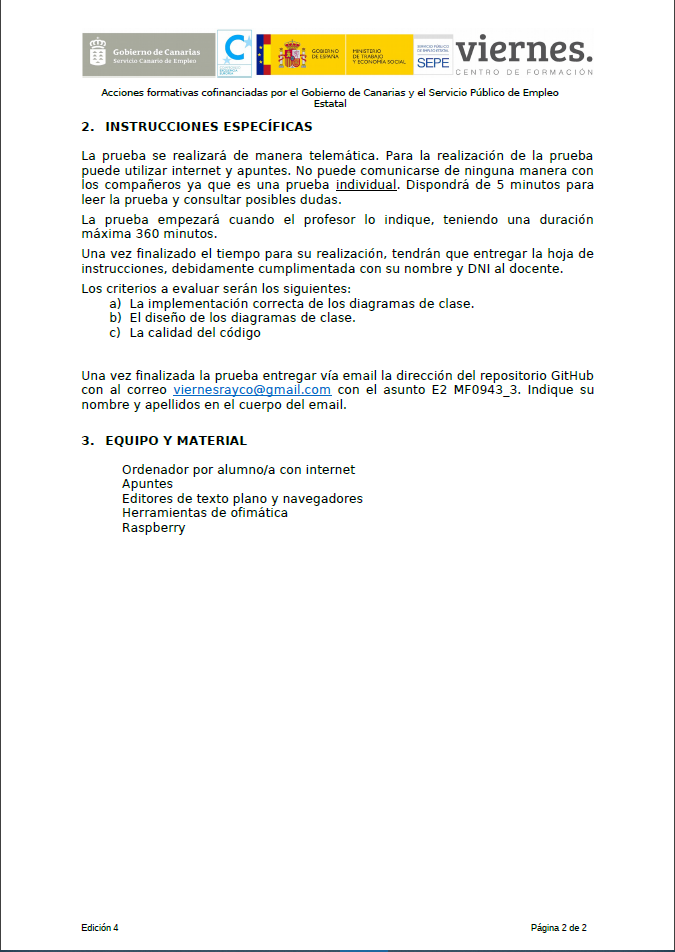 Gobierno de Canarias
Servicio Canario de Empleo
GOBIERNO
DE ESPAÑA
MINISTERIO
DE TRABAJO
Y ECONOMÍA SOCIAL
SERVICIO PÚBLICO
DE EMPLEO ESTATAL
SEPE
viernes.
CENTRO DE FORMACIÓN
Acciones formativas cofinanciadas por el Gobierno de Canarias y el Servicio Público de Empleo
Estatal
2. INSTRUCCIONES ESPECÍFICAS
La prueba se realizará de manera telemática. Para la realización de la prueba
puede utilizar internet y apuntes. No puede comunicarse de ninguna manera con
los compañeros ya que es una prueba individual. Dispondrá de 5 minutos para
leer la prueba y consultar posibles dudas.
La prueba empezará cuando el profesor lo indique, teniendo una duración
máxima 360 minutos.
Una vez finalizado el tiempo para su realización, tendrán que entregar la hoja de
instrucciones, debidamente cumplimentada con su nombre y DNI al docente.
Los criterios a evaluar serán los siguientes:
a) La implementación correcta de los diagramas de clase.
b) El diseño de los diagramas de clase.
c) La calidad del código
Una vez finalizada la prueba entregar vía email la dirección del repositorio GitHub
con al correo viernesrayco@gmail.com con el asunto E2 MF0943_3. Indique su
nombre y apellidos en el cuerpo del email.
3. EQUIPO Y MATERIAL
Ordenador por alumno/a con internet
Apuntes
Editores de texto plano y navegadores
Herramientas de ofimática
Raspberry
Edición 4
Página 2 de 2